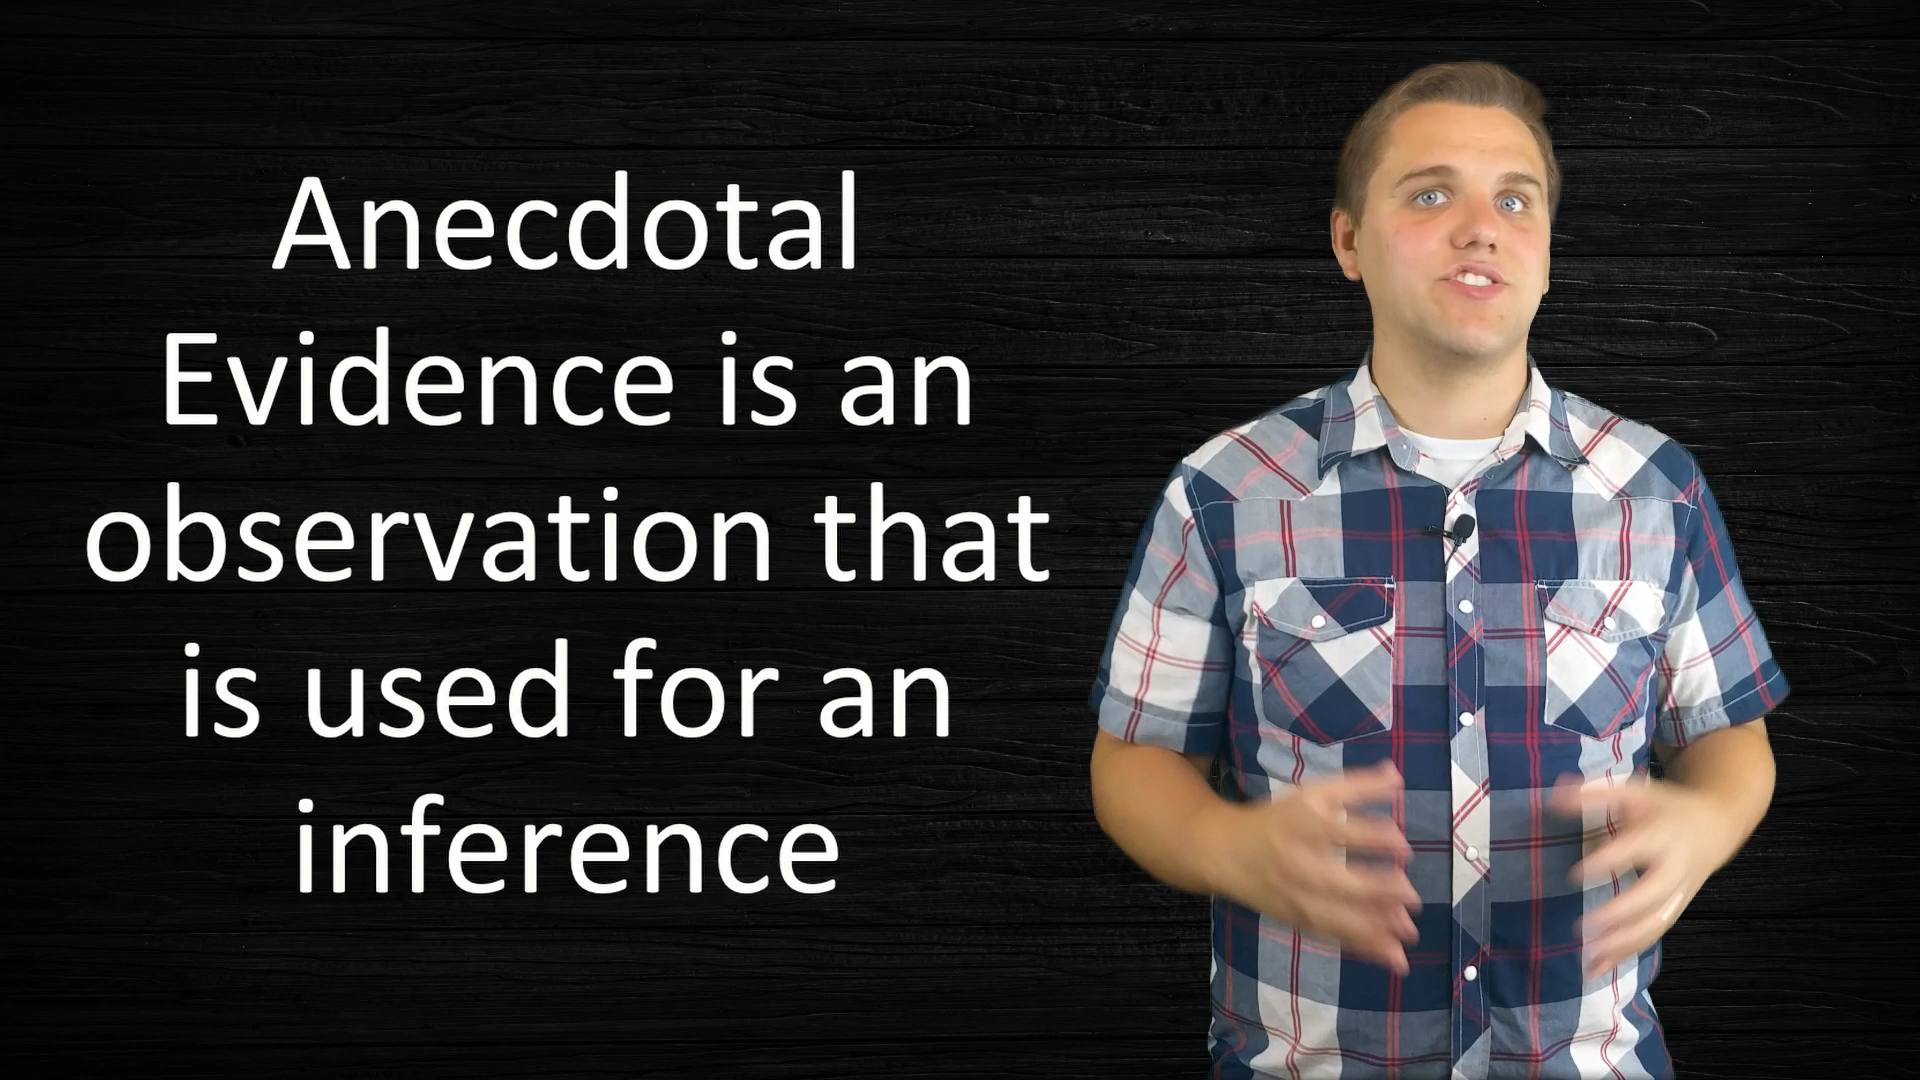 Anecdotal
Evidence is an
observation that
is used for an
inference